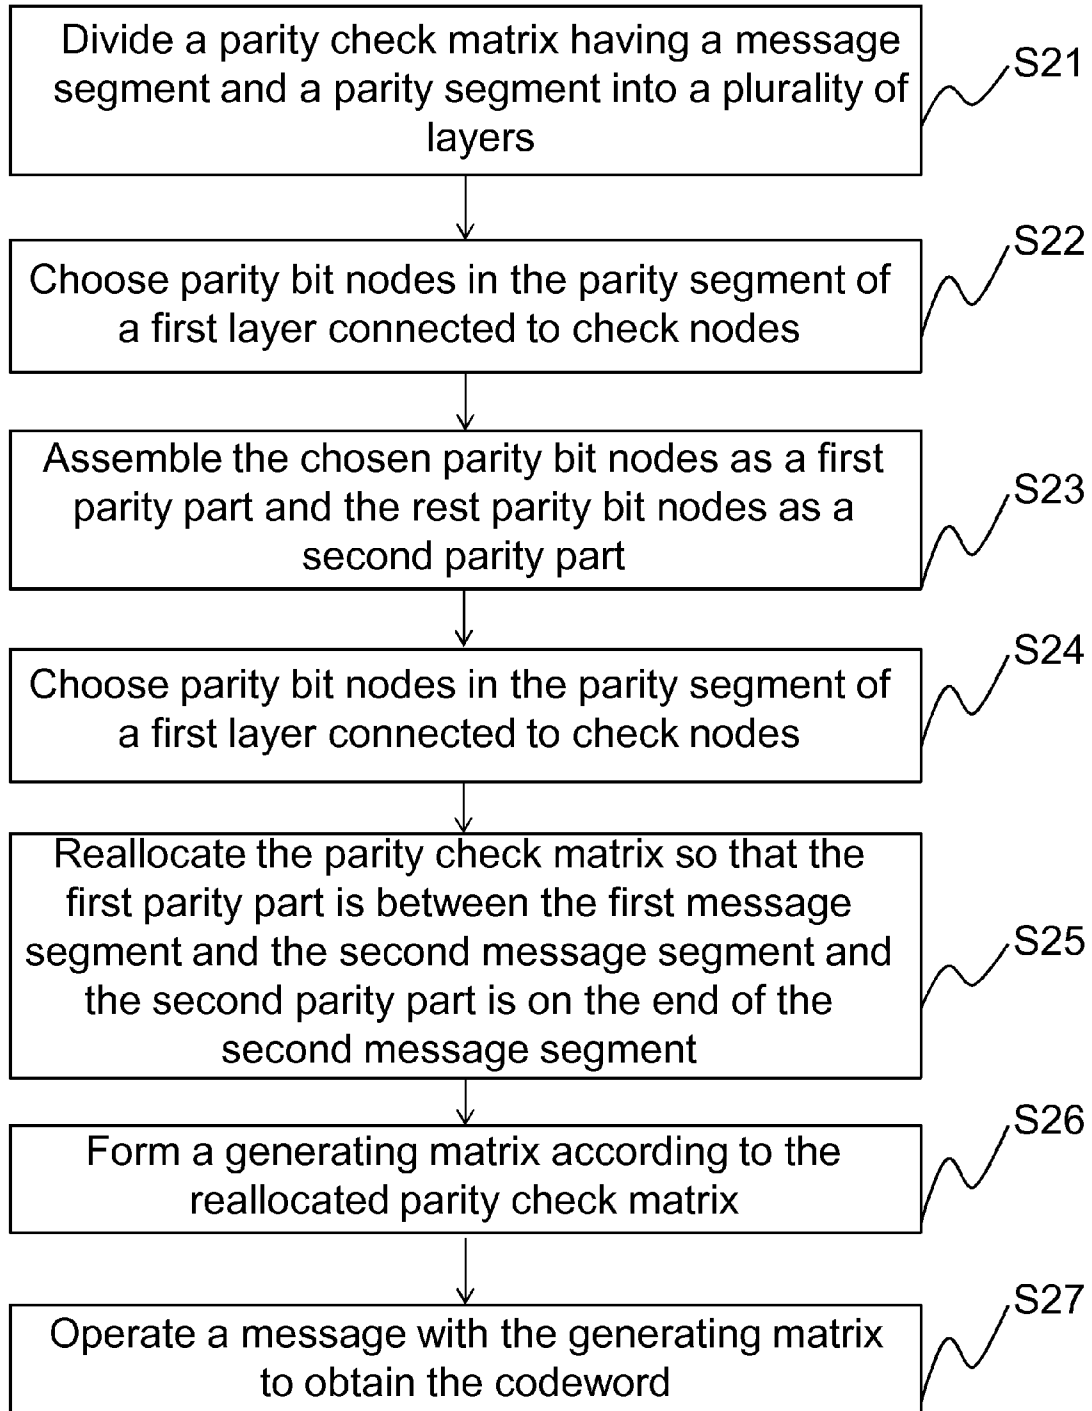 Divide a parity check matrix having a message
segment and a parity segment into a plurality of
layers
S21
Choose parity bit nodes in the parity segment of
a first layer connected to check nodes
S22
Assemble the chosen parity bit nodes as a first
parity part and the rest parity bit nodes as a
second parity part
S23
Choose parity bit nodes in the parity segment of
a first layer connected to check nodes
S24
Reallocate the parity check matrix so that the
first parity part is between the first message
segment and the second message segment and
the second parity part is on the end of the
second message segment
S25
Form a generating matrix according to the
reallocated parity check matrix
S26
Operate a message with the generating matrix
to obtain the codeword
S27